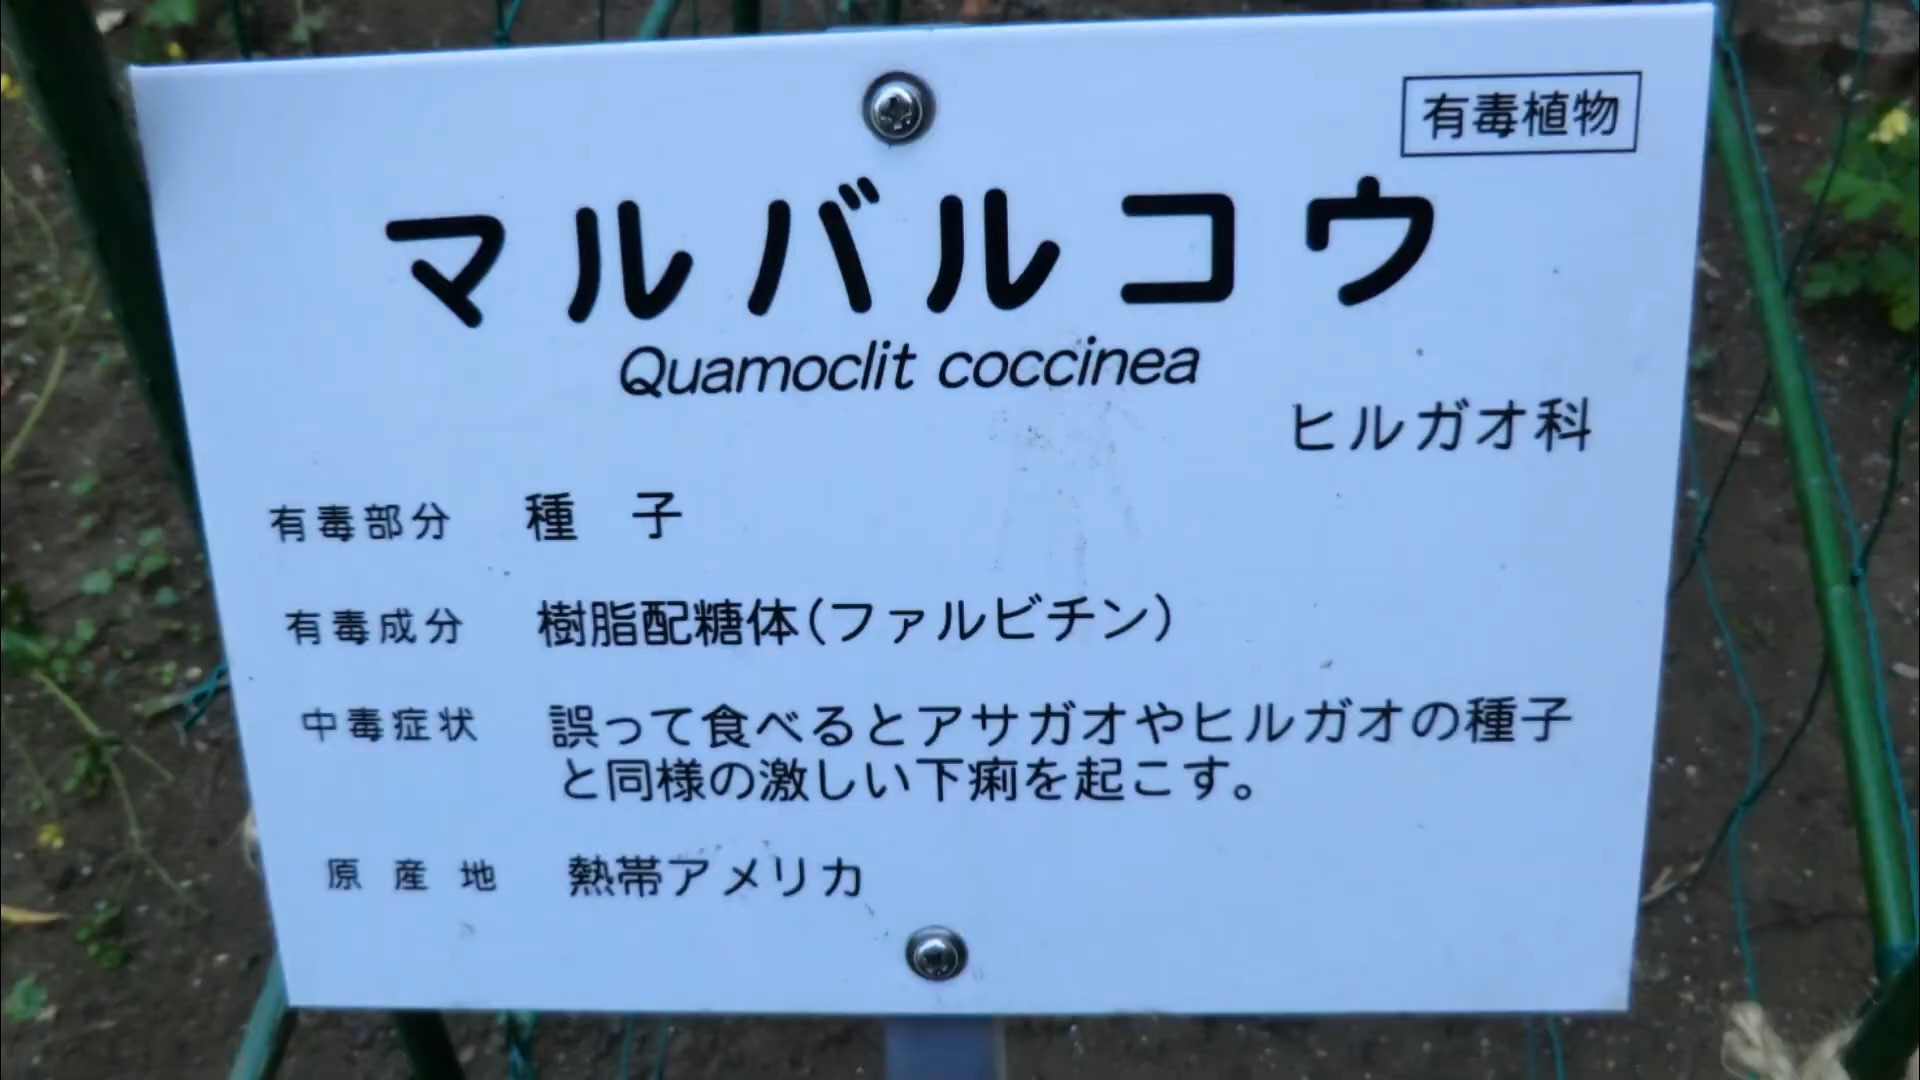 有毒植物
マルバルコウ
Quamoclit coccinea
ヒルガオ科
有毒部分 種 子
有毒成分 樹脂配糖体(ファルビチン)
中毒症状 誤って食べるとアサガオやヒルガオの種子
と同様の激しい下痢を起こす。
原産地 熱帯アメリカ